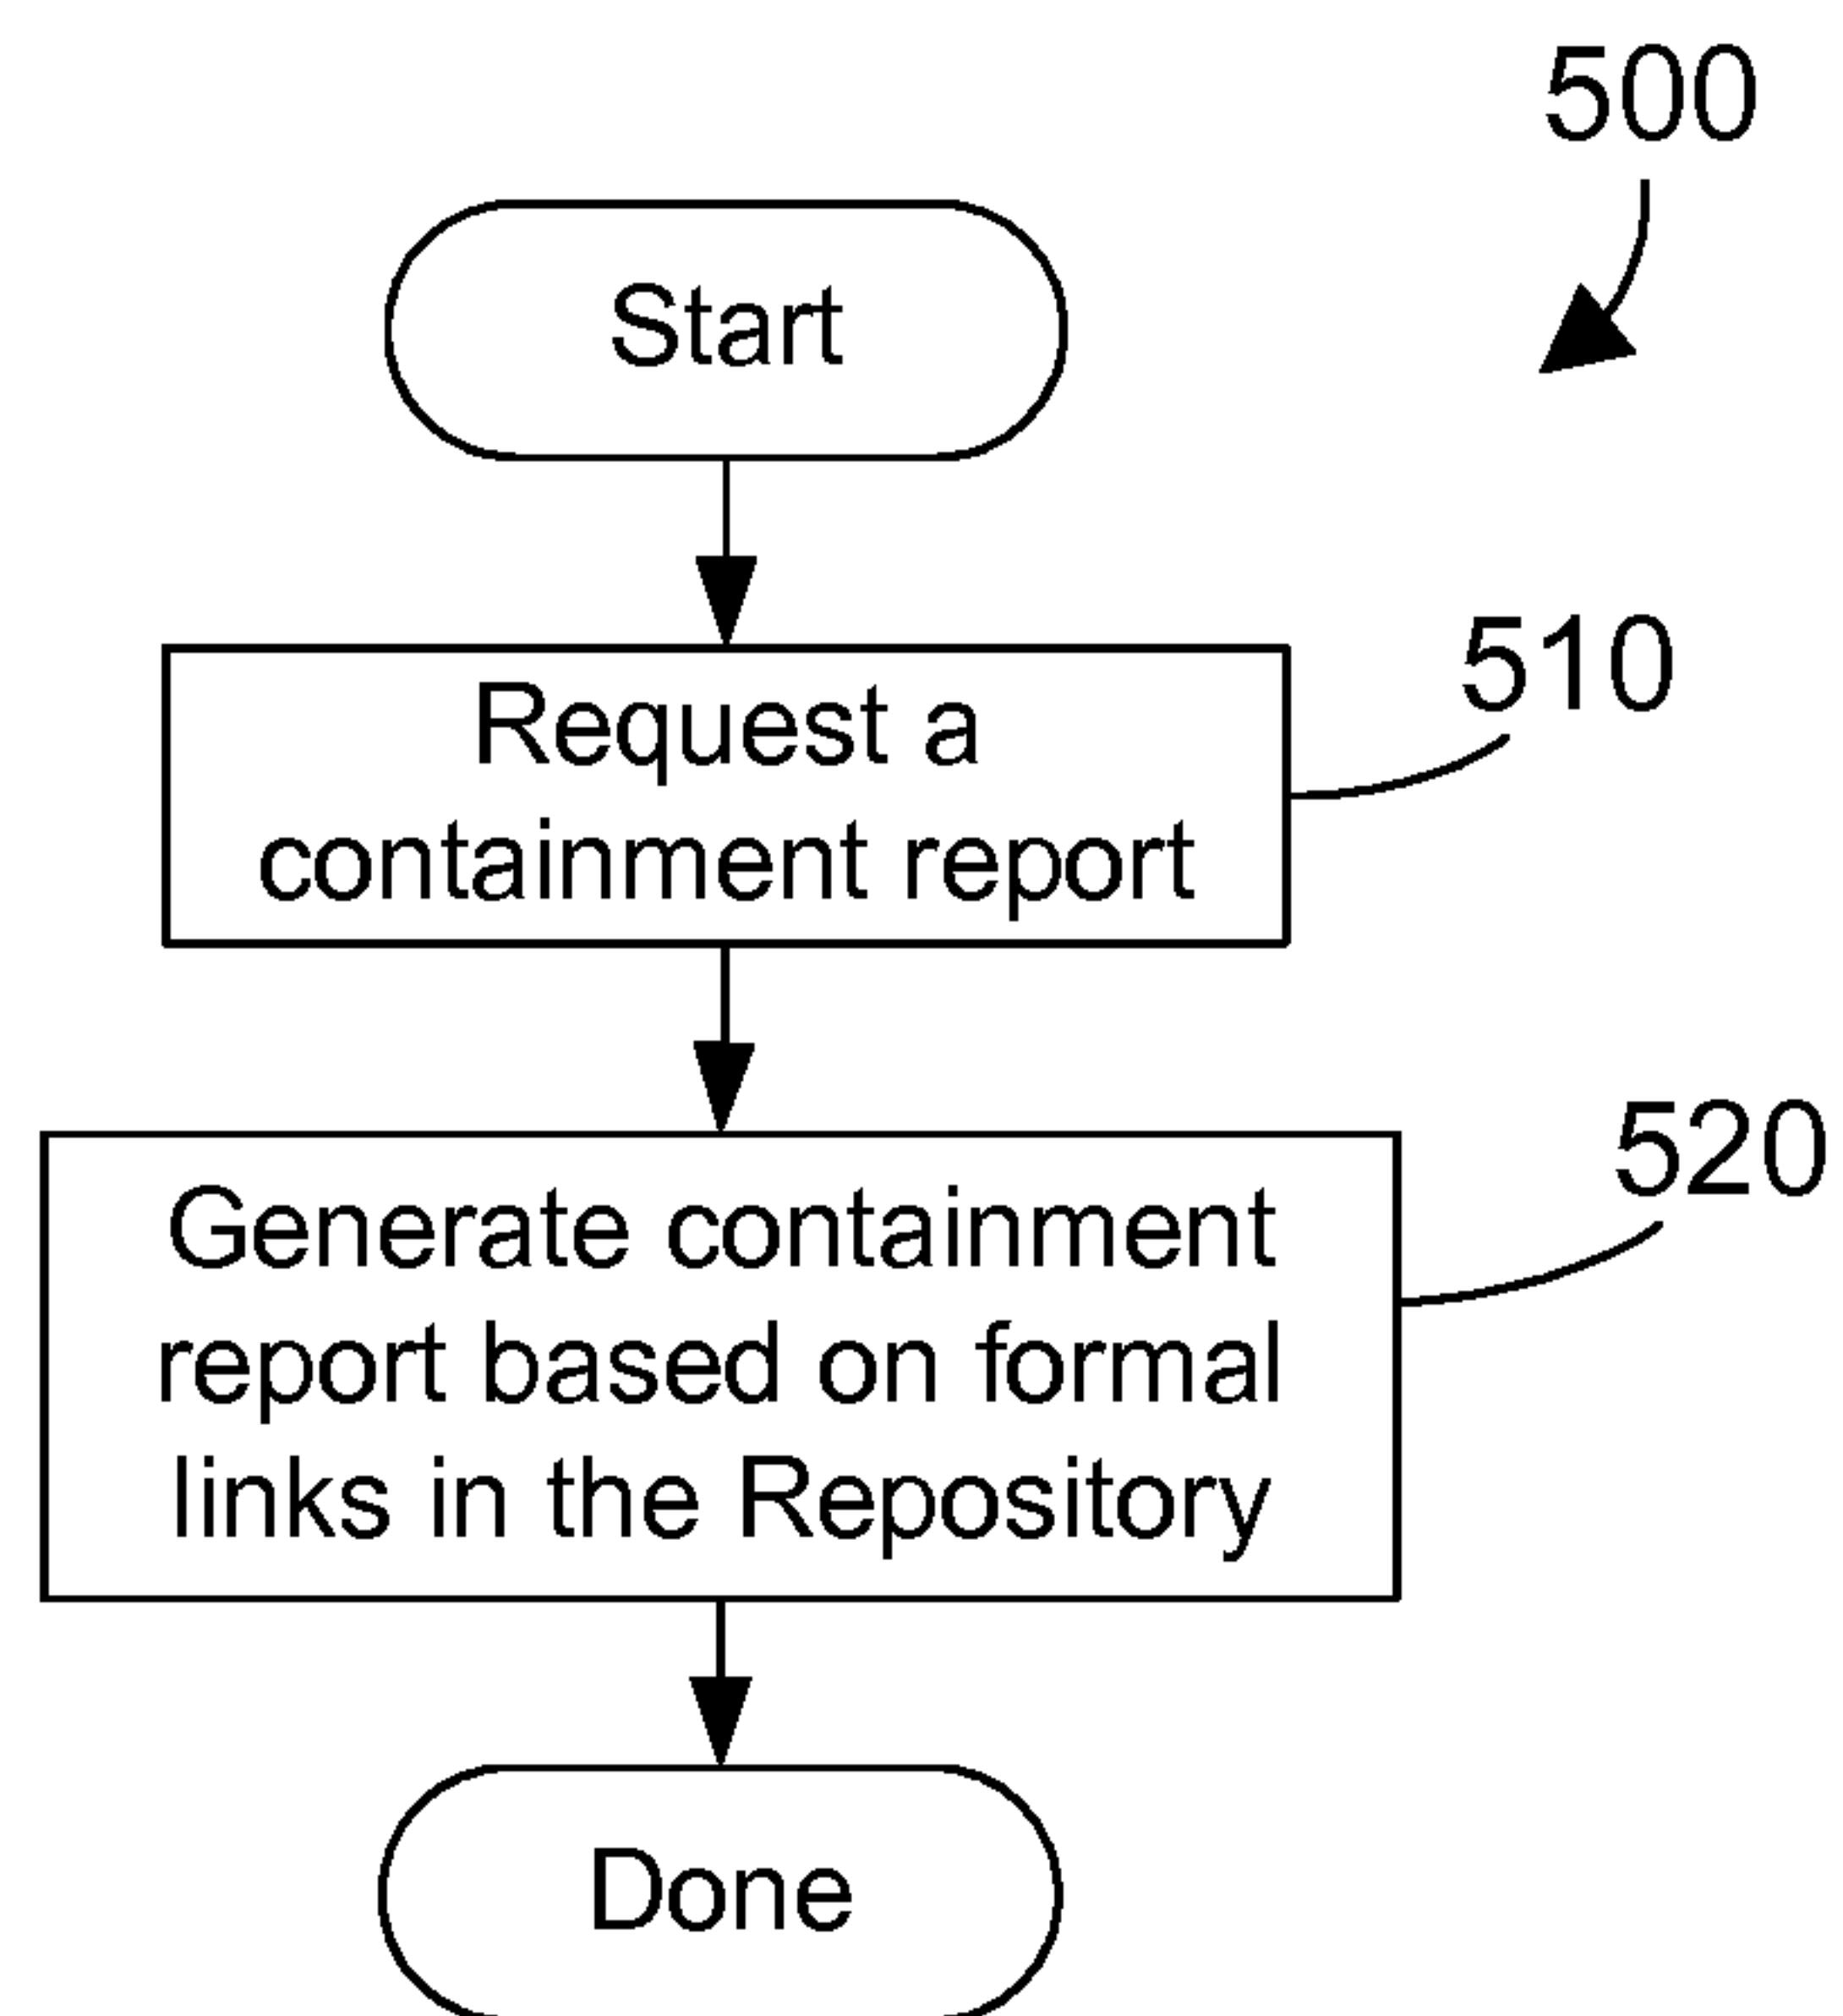 500
Start
510
Request a
containment report
520
Generate containment
report based on formal
links in the Repository
Done